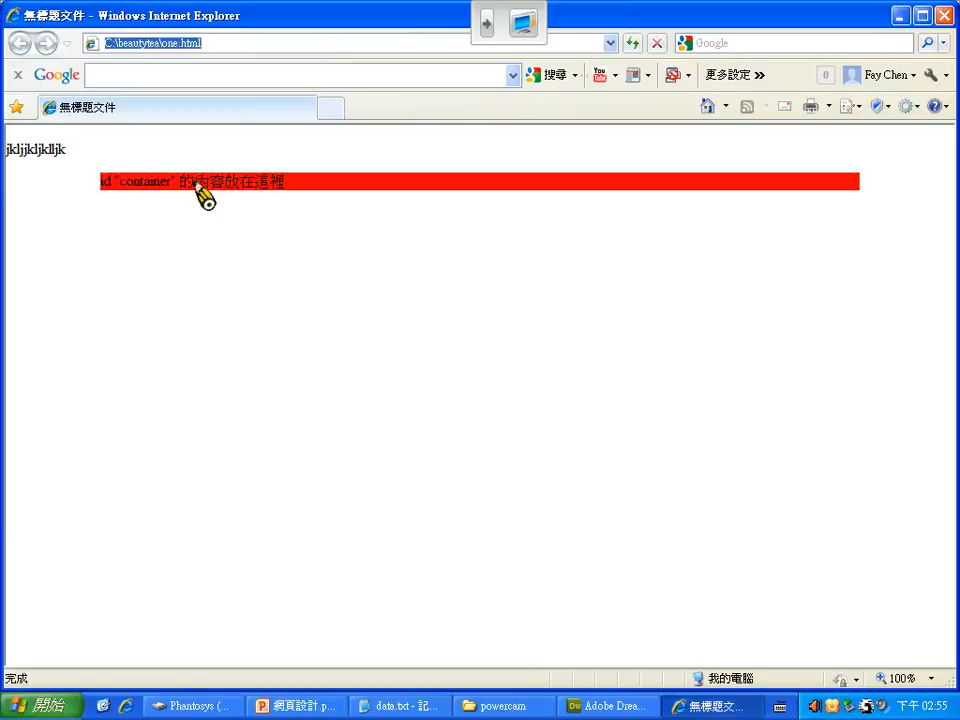 無標題文件 - Windows Internet Explorer
C:\beautytea\one.html
Google
x Google 搜尋 更多設定 » 0 Fay Chen
無標題文件
jkljjkljklljk
id "container" 的內容放在這裡
完成 我的電腦 100%
開始 Phantosys (... 網頁設計 p... data.txt - 記... powercam Adobe Drea... 無標題文... 下午 02:55